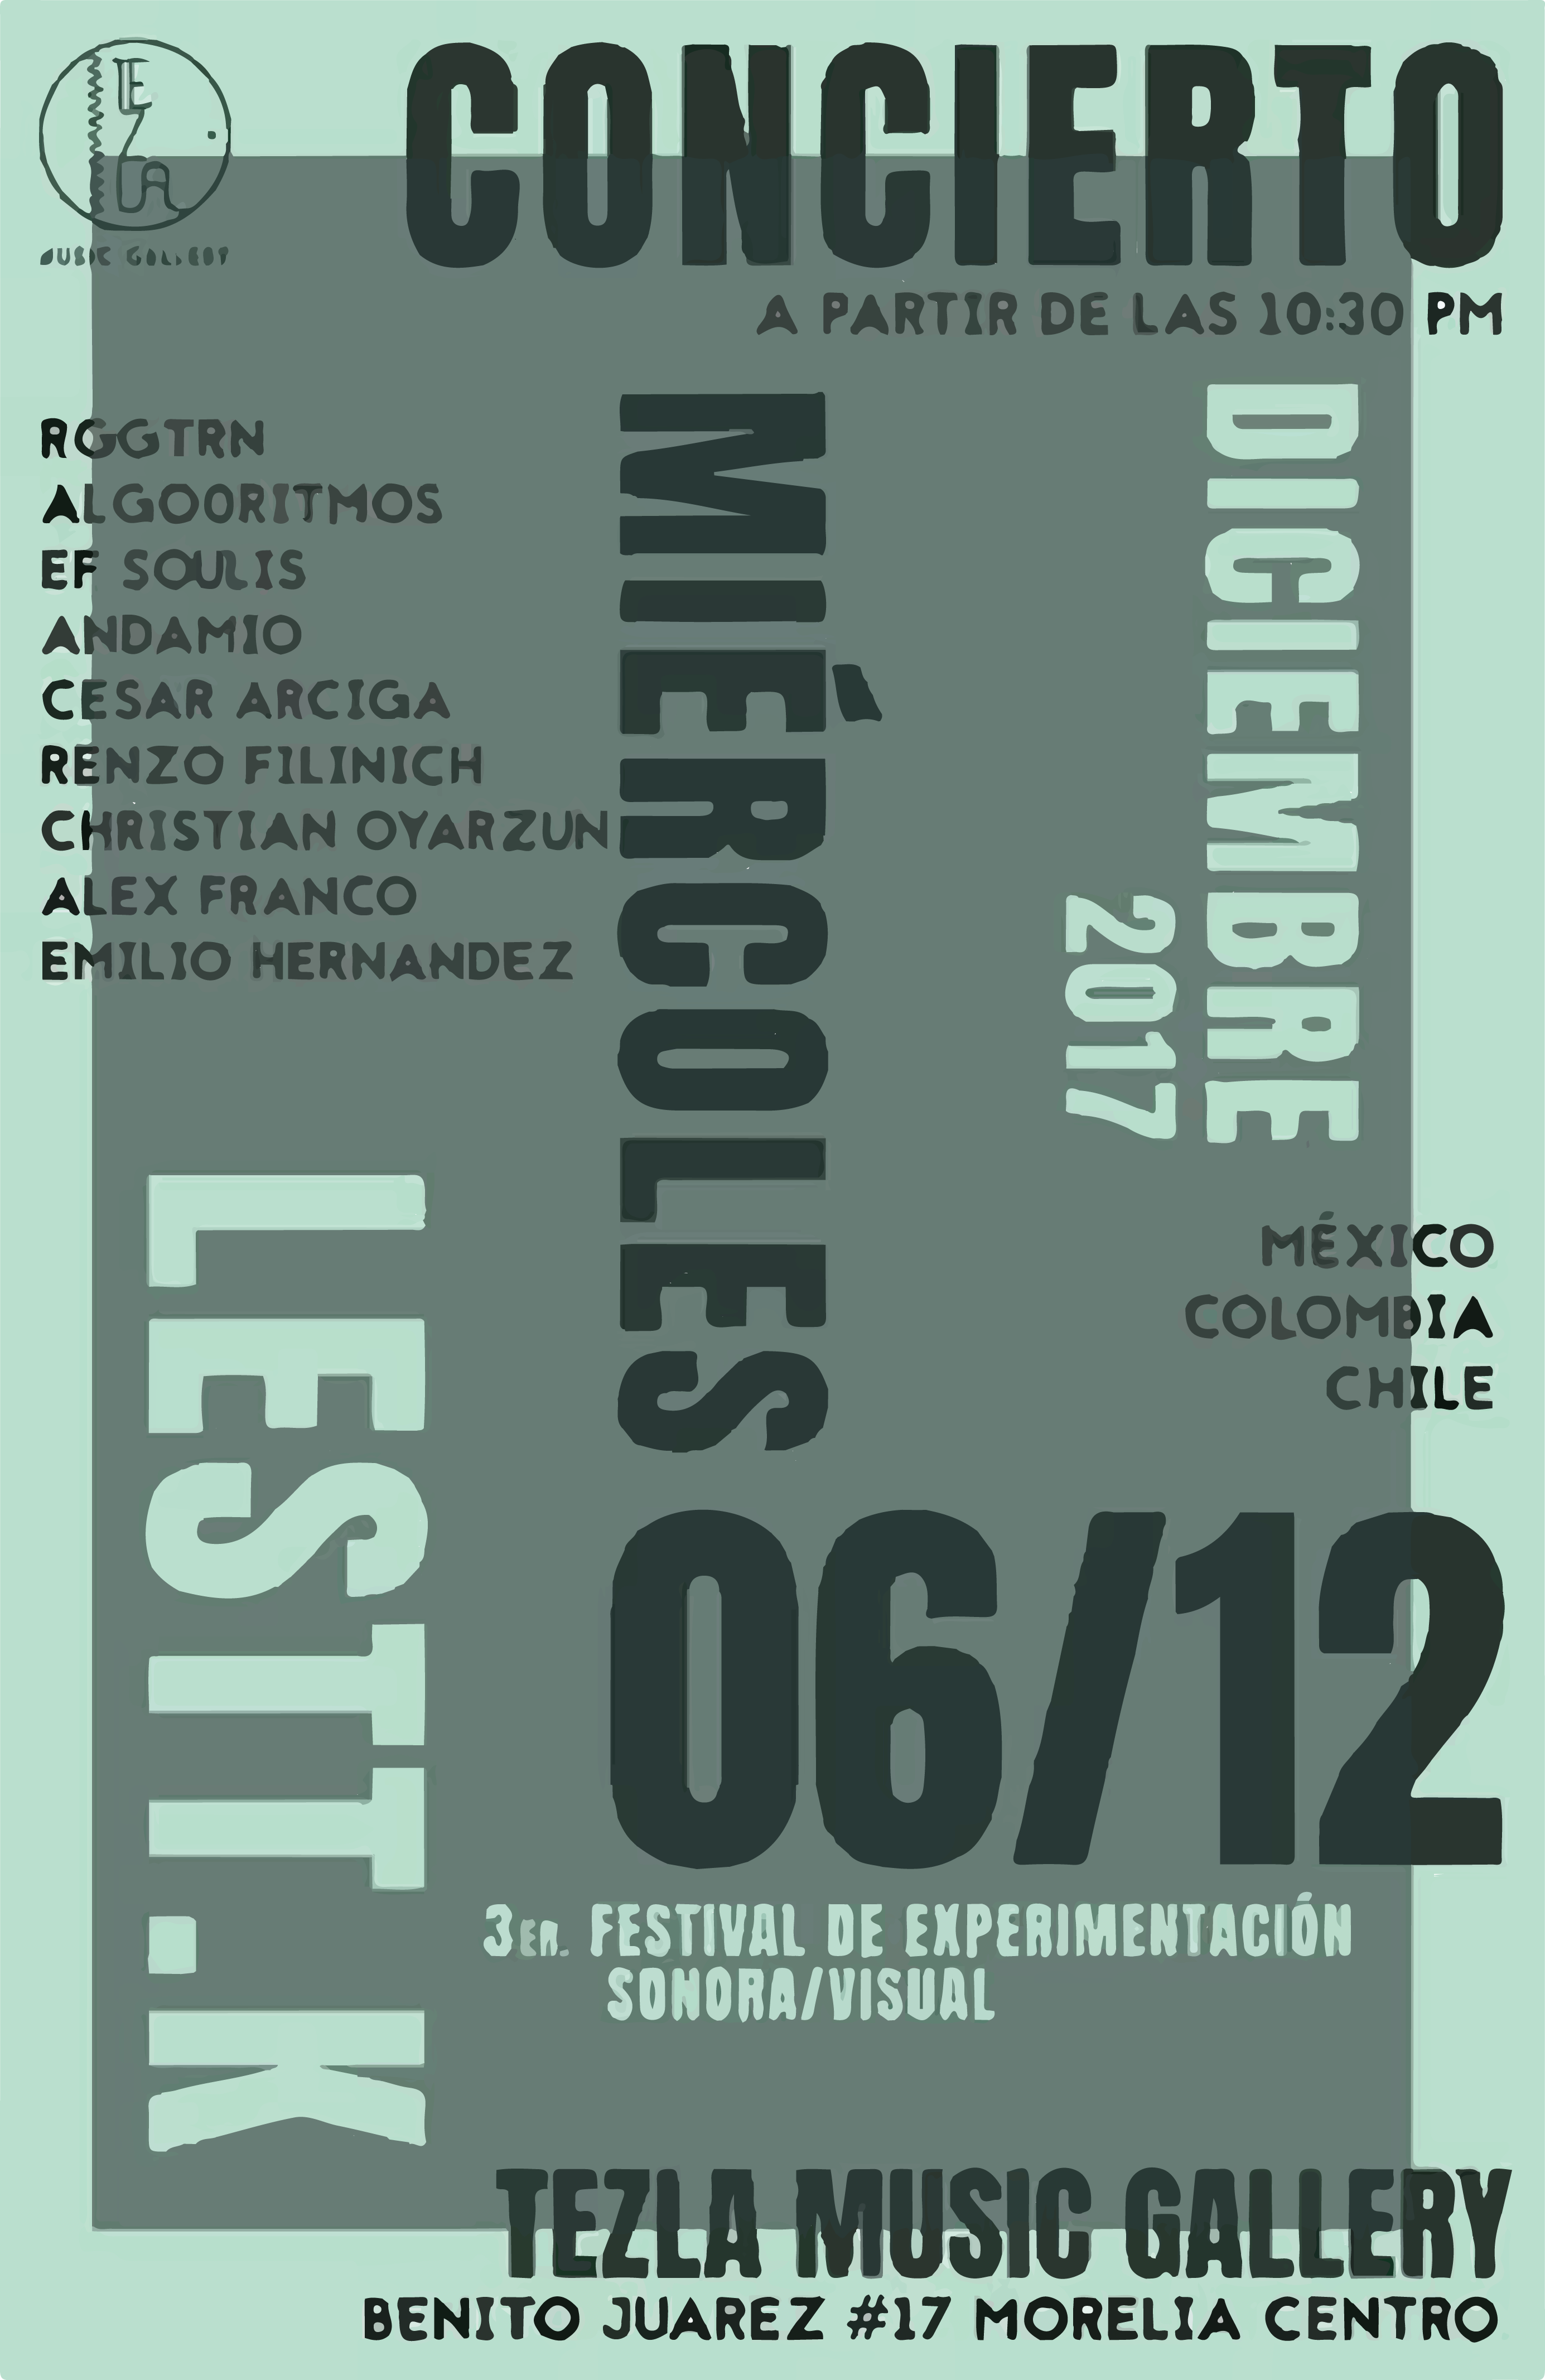 CONCIERTO
A PARTIR DE LAS 10:30 PM
RGGTRN
ALGOORITMOS
EF SOULIS
ANDAMIO
CESAR ARCIGA
RENZO FILINICH
CHRISTIAN OYARZUN
ALEX FRANCO
EMILIO HERNANDEZ
MIÉRCOLES
DICIEMBRE
2017
LESTT.K
MÉXICO
COLOMBIA
CHILE
06/12
3er. FESTIVAL DE EXPERIMENTACIÓN
SONORA/VISUAL
TEZLA MUSIC GALLERY
BENITO JUAREZ #17 MORELIA CENTRO